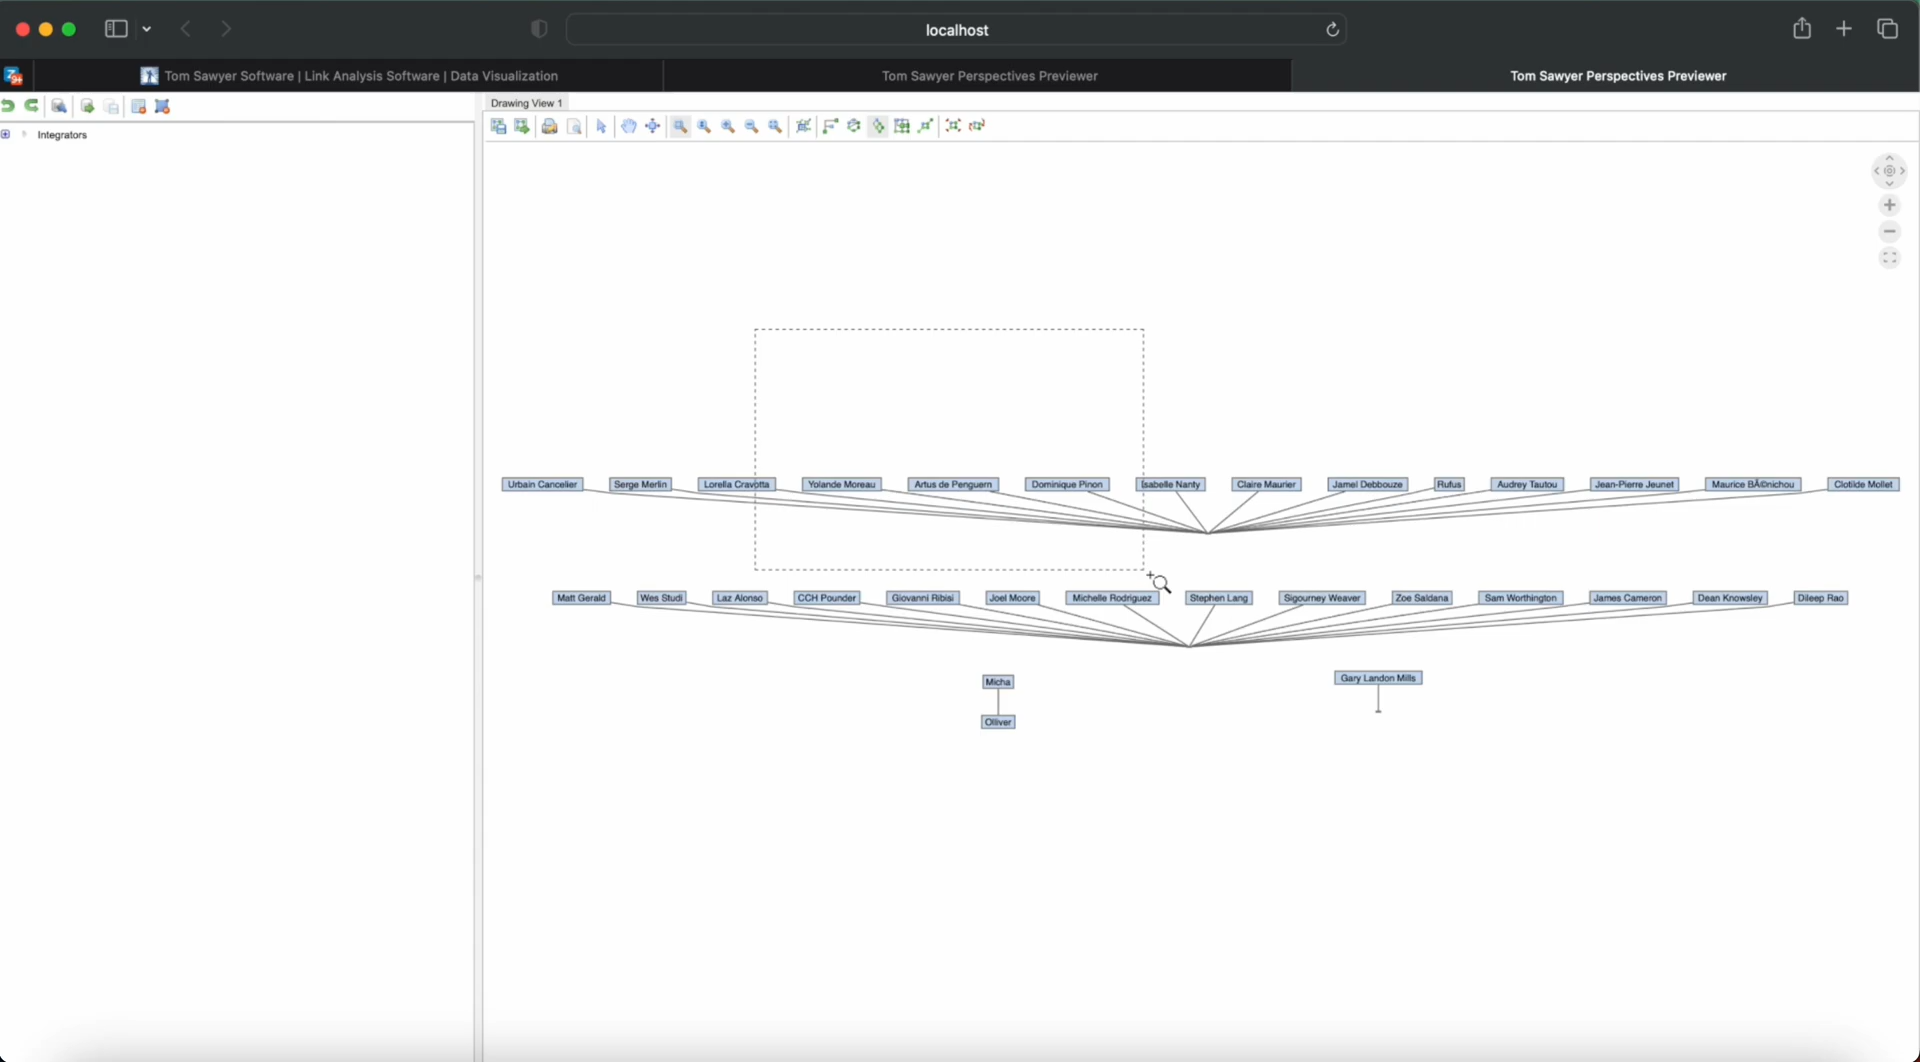 localhost
Tom Sawyer Software | Link Analysis Software | Data Visualization
Tom Sawyer Perspectives Previewer
Tom Sawyer Perspectives Previewer
Integrators
Drawing View 1
Urbain Cancelier
Serge Merlin
Lorella Cravotta
Yolande Moreau
Artus de Penguern
Dominique Pinon
Isabelle Nanty
Claire Maurier
Jamel Debbouze
Rufus
Audrey Tautou
Jean-Pierre Jeunet
Maurice BÃ©nichou
Clotilde Mollet
Matt Gerald
Wes Studi
Laz Alonso
CCH Pounder
Giovanni Ribisi
Joel Moore
Michelle Rodriguez
Stephen Lang
Sigourney Weaver
Zoe Saldana
Sam Worthington
James Cameron
Dean Knowsley
Dileep Rao
Micha
Gary Landon Mills
Olliver